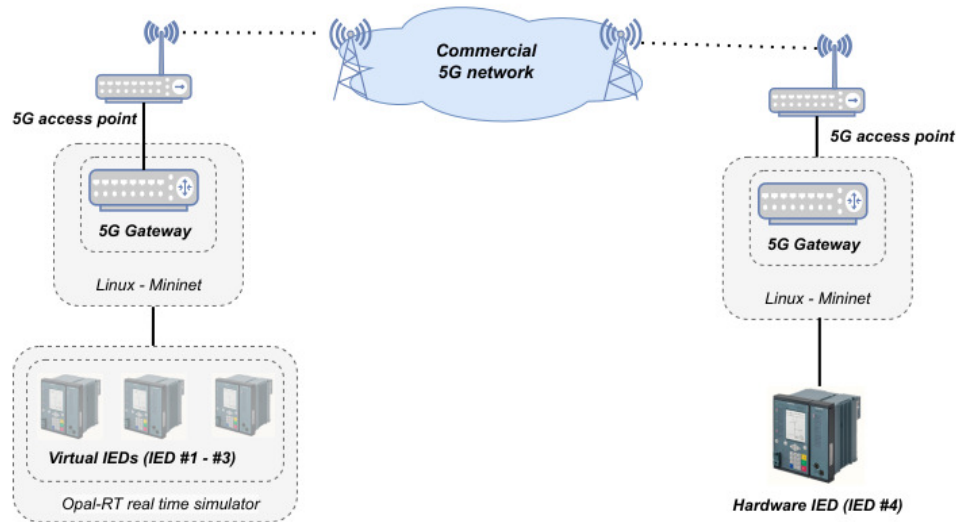 Commercial
5G network
5G access point
5G access point
5G Gateway
5G Gateway
Linux - Mininet
Linux - Mininet
Virtual IEDs (IED #1 - #3)
Opal-RT real time simulator
Hardware IED (IED #4)